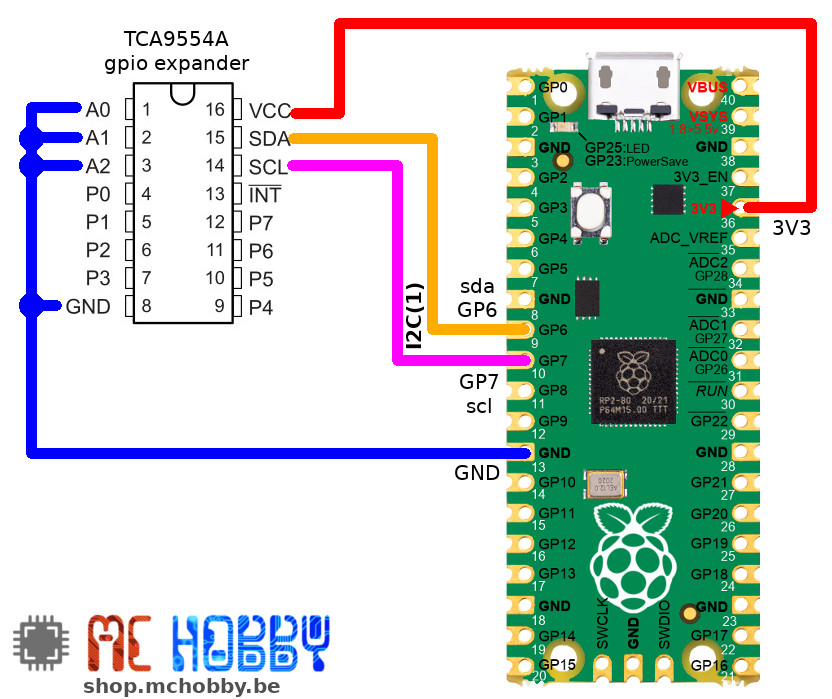 TCA9554A
gpio expander
A0 1 16 VCC
A1 2 15 SDA
A2 3 14 SCL
P0 4 13 INT
P1 5 12 P7
P2 6 11 P6
P3 7 10 P5
GND 8 9 P4
I2C(1)
sda
GP6
GP7
scl
GND
3V3
GP0 VBUS
1 40
GP1 VSYS
1.8>5.5v
2 39
GND GND
GP25:LED
GP23:PowerSave
3 38
GP2 3V3_EN
4 37
GP3 3V3
5 36
GP4 ADC_VREF
6 35
GP5 ADC2
GP28
7 34
GND GND
8 33
GP6 ADC1
GP27
9 32
GP7 ADC0
GP26
10 31
GP8 RUN
11 30
GP9 GP22
12 29
GND GND
13 28
GP10 GP21
14 27
GP11 GP20
15 26
GP12 GP19
16 25
GP13 GP18
17 24
GND GND
18 23
GP14 GP17
19 22
GP15 GP16
20 21
SWCLK
GND
SWDIO
RP2-B0 20/21
P64M15.00 TTT
AEL12.0
2020
MC HOBBY
shop.mchobby.be